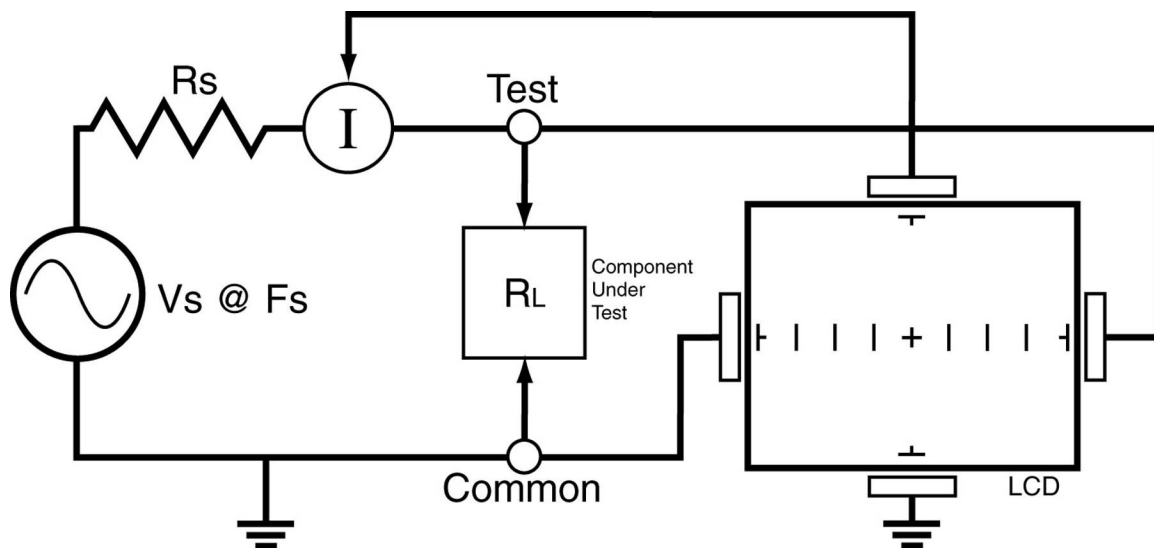 Rs
I
Test
Vs @ Fs
RL
Component
Under
Test
Common
LCD